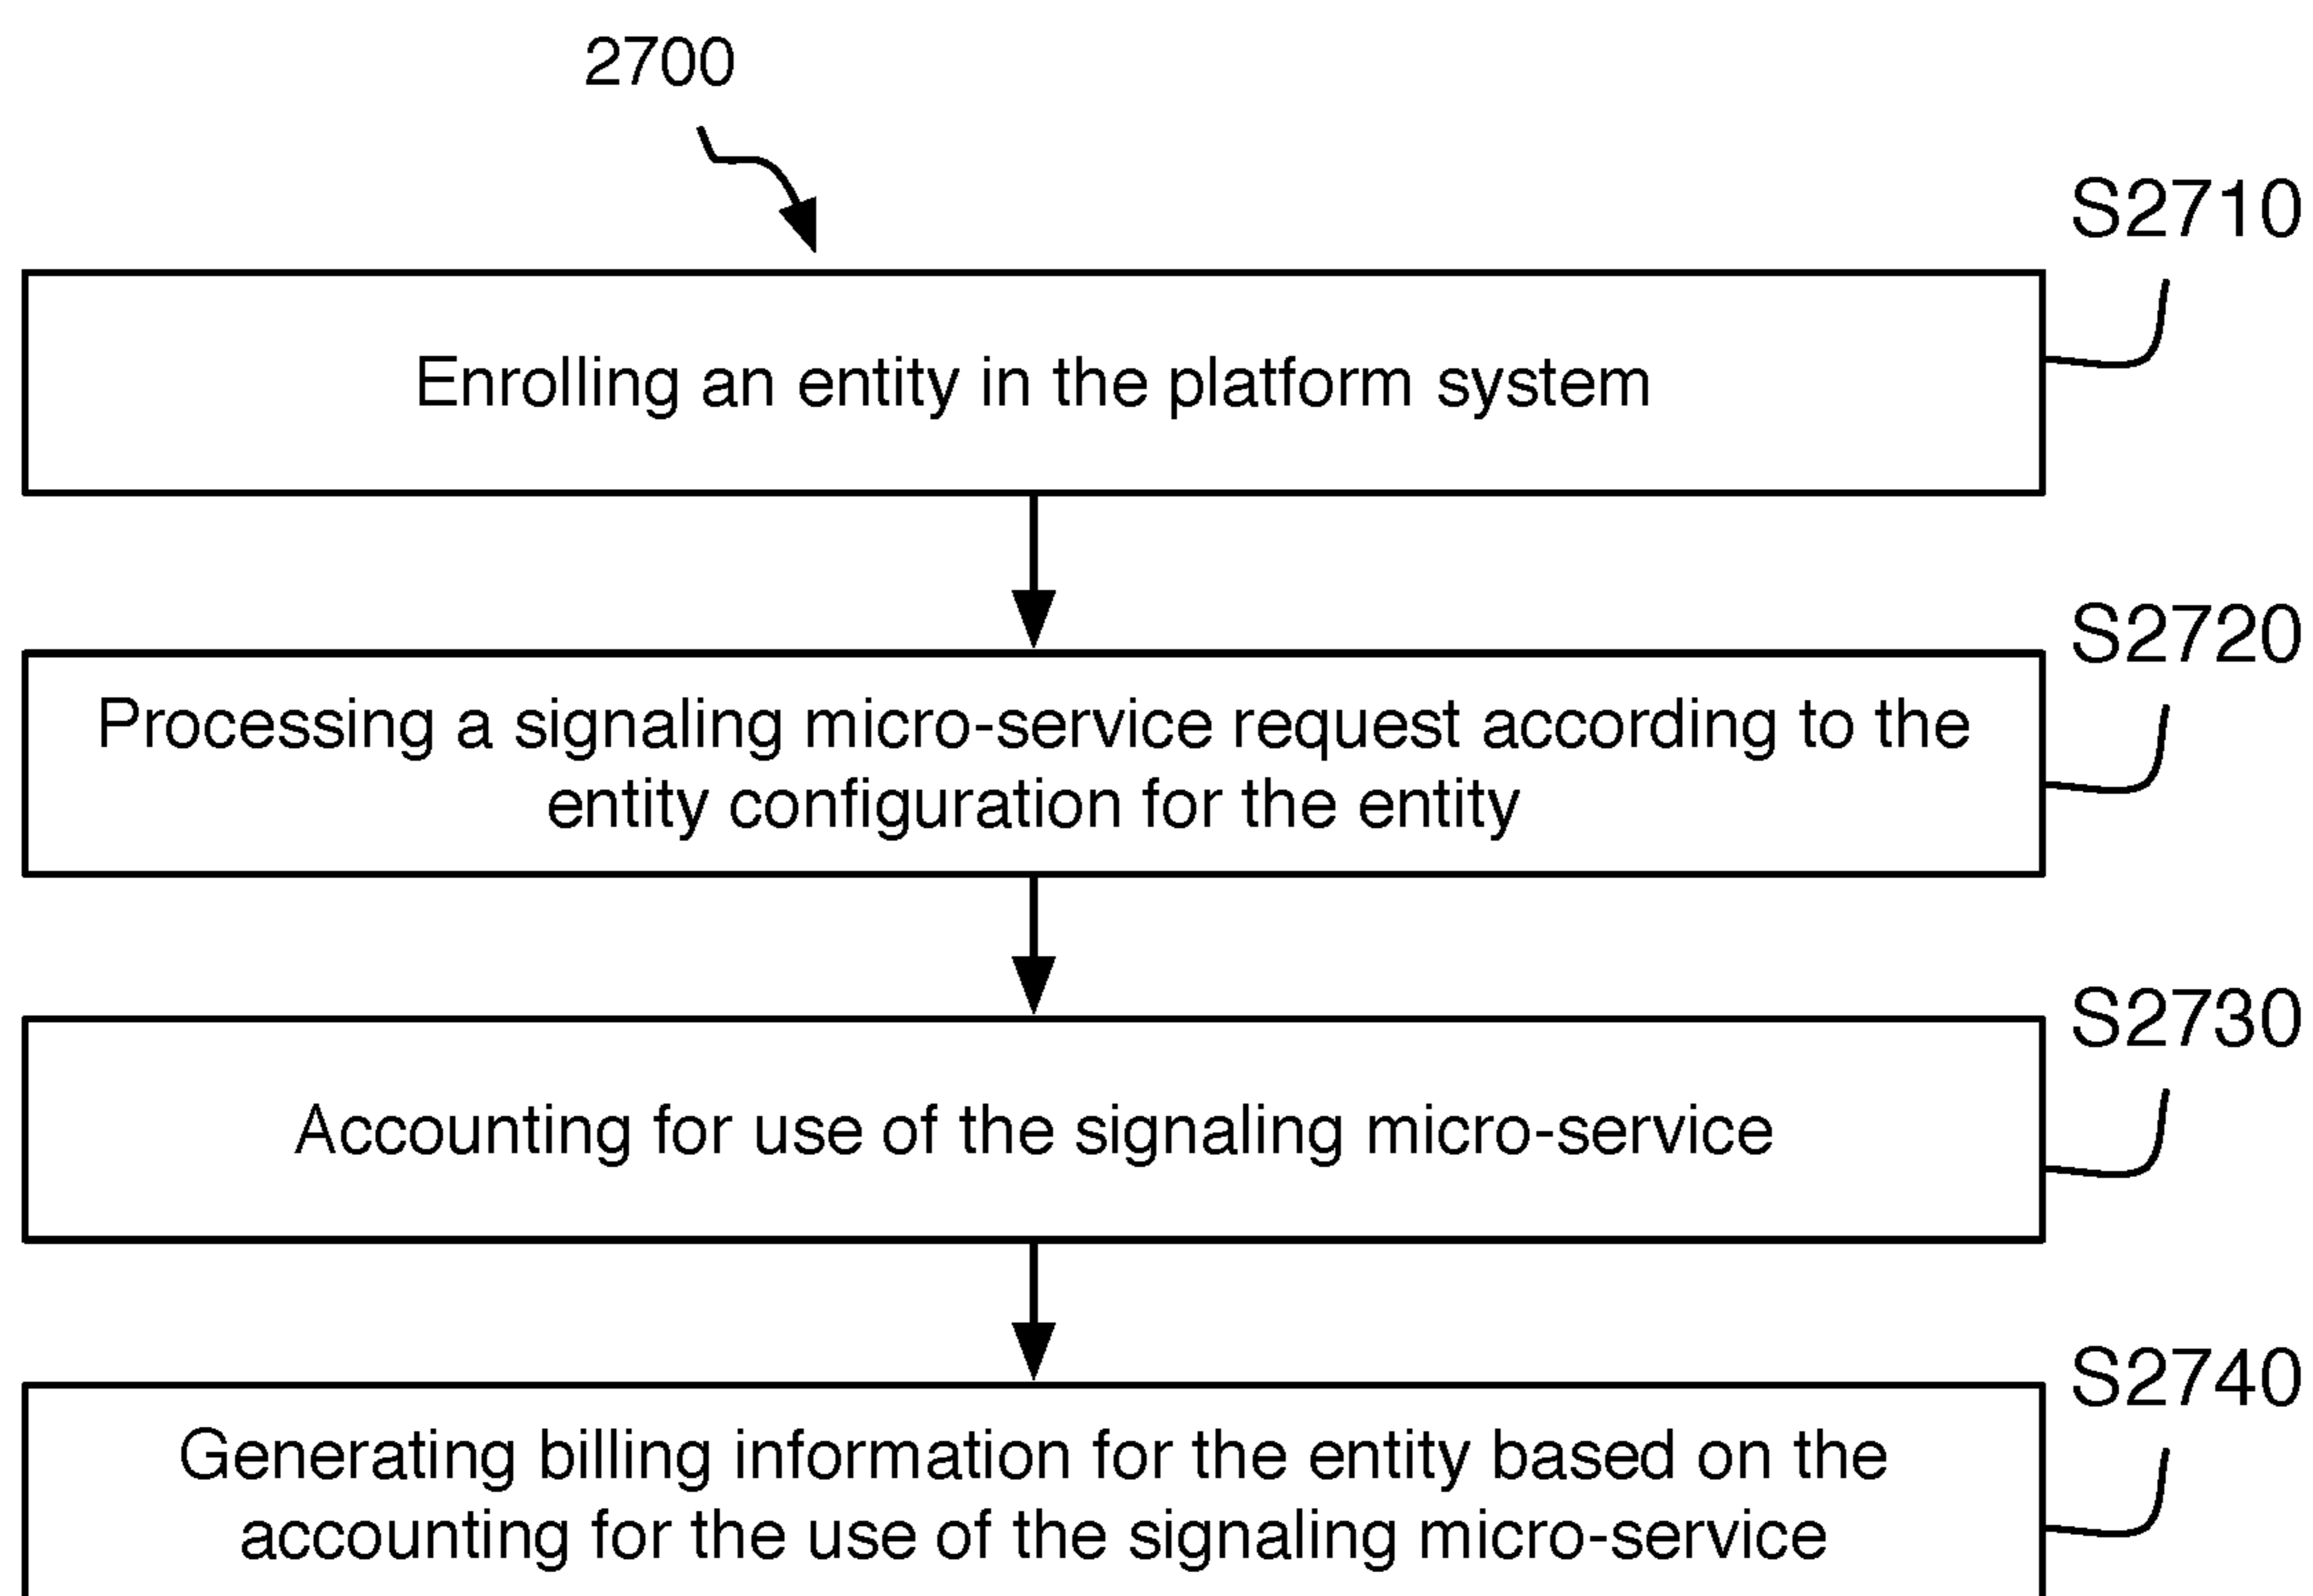 2700
S2710
Enrolling an entity in the platform system
S2720
Processing a signaling micro-service request according to the
entity configuration for the entity
S2730
Accounting for use of the signaling micro-service
S2740
Generating billing information for the entity based on the
accounting for the use of the signaling micro-service